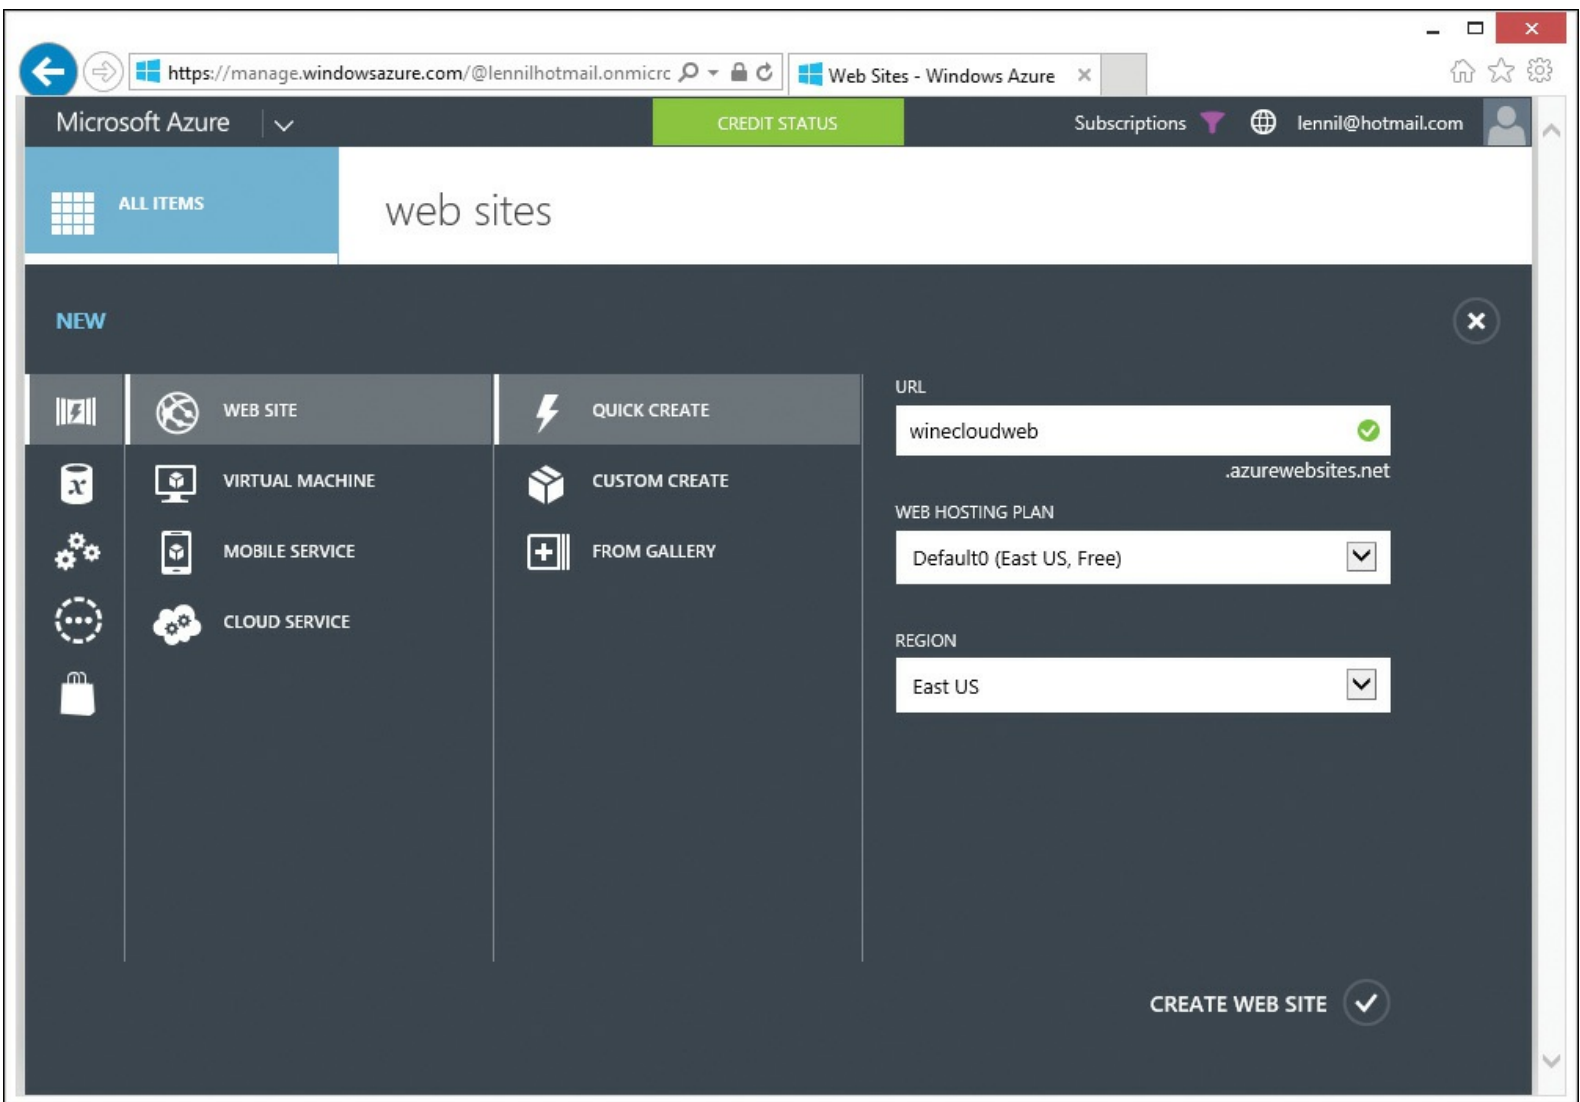 https://manage.windowsazure.com/@lennilhotmail.onmicrc
Web Sites - Windows Azure
Microsoft Azure
CREDIT STATUS
Subscriptions
lennil@hotmail.com
ALL ITEMS
web sites
NEW
WEB SITE
VIRTUAL MACHINE
MOBILE SERVICE
CLOUD SERVICE
QUICK CREATE
CUSTOM CREATE
FROM GALLERY
URL
winecloudweb
.azurewebsites.net
WEB HOSTING PLAN
Default0 (East US, Free)
REGION
East US
CREATE WEB SITE